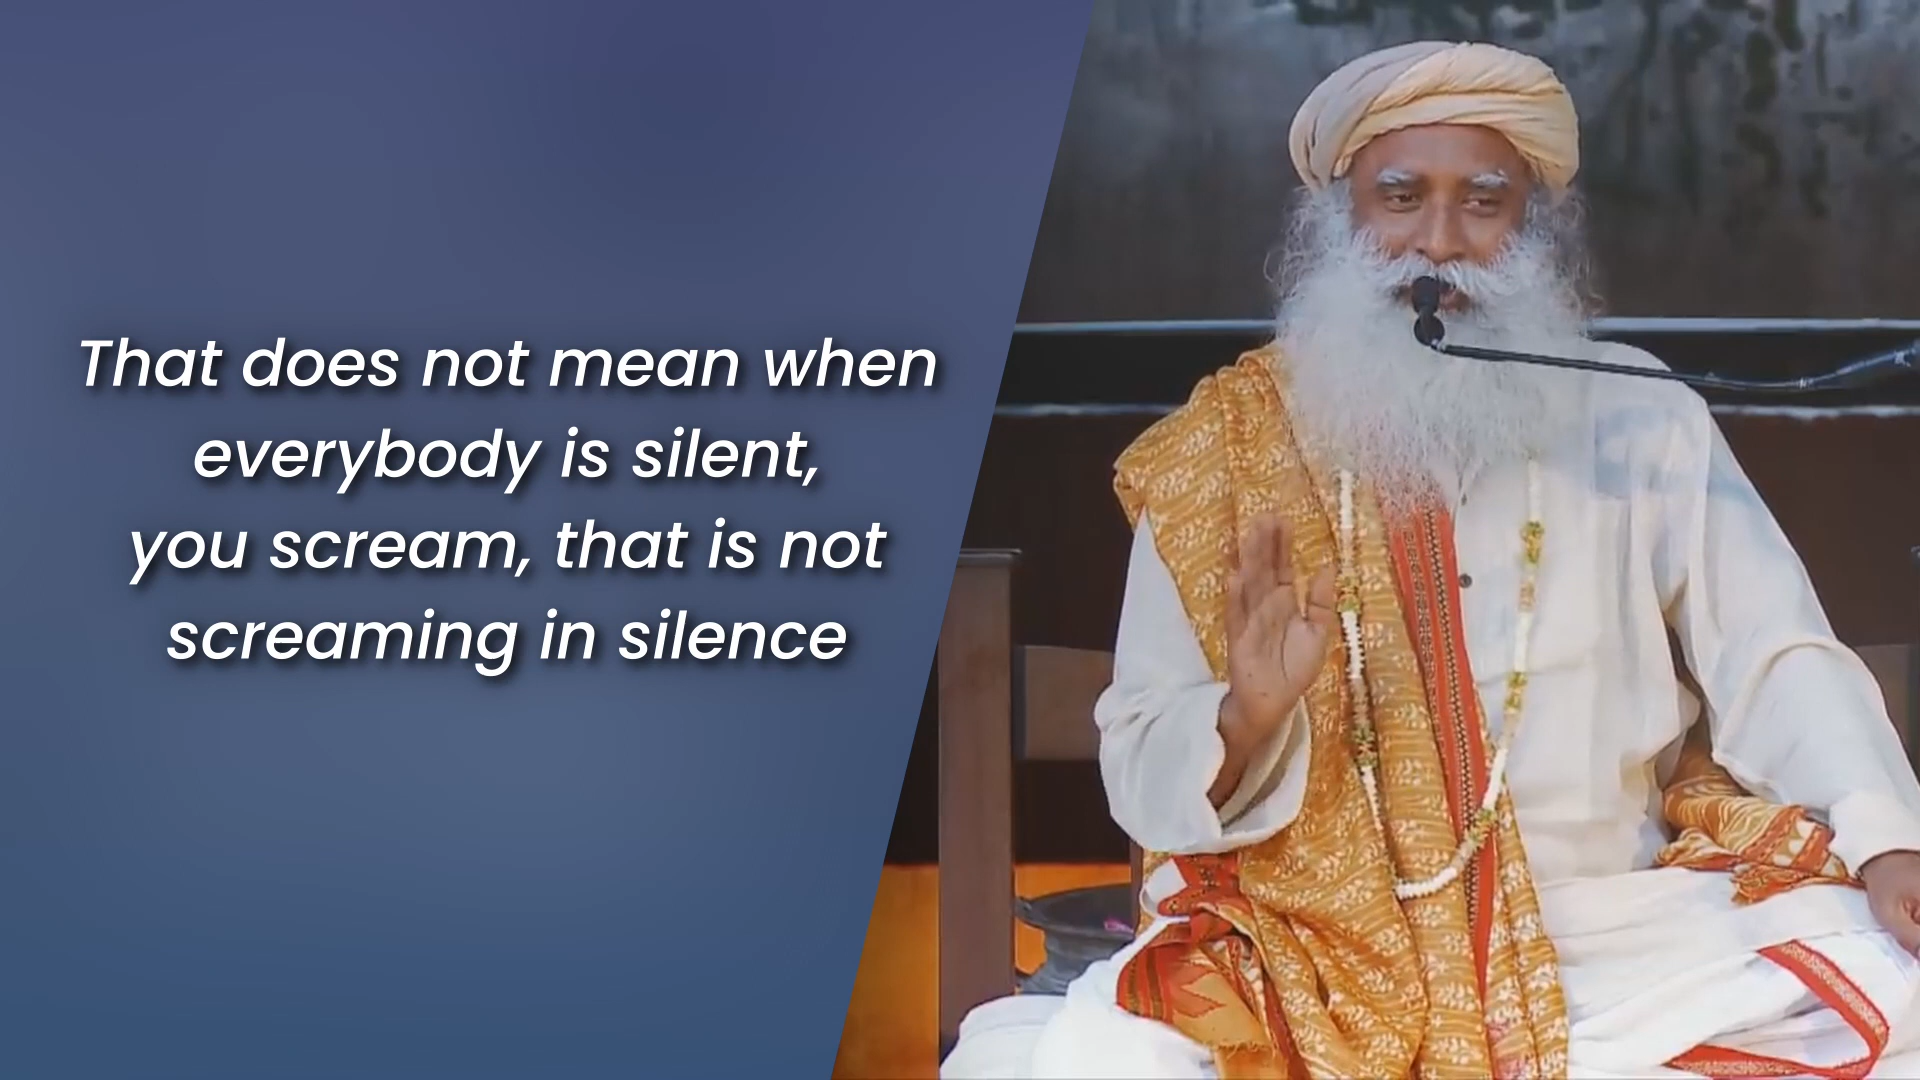 That does not mean when
everybody is silent,
you scream, that is not
screaming in silence